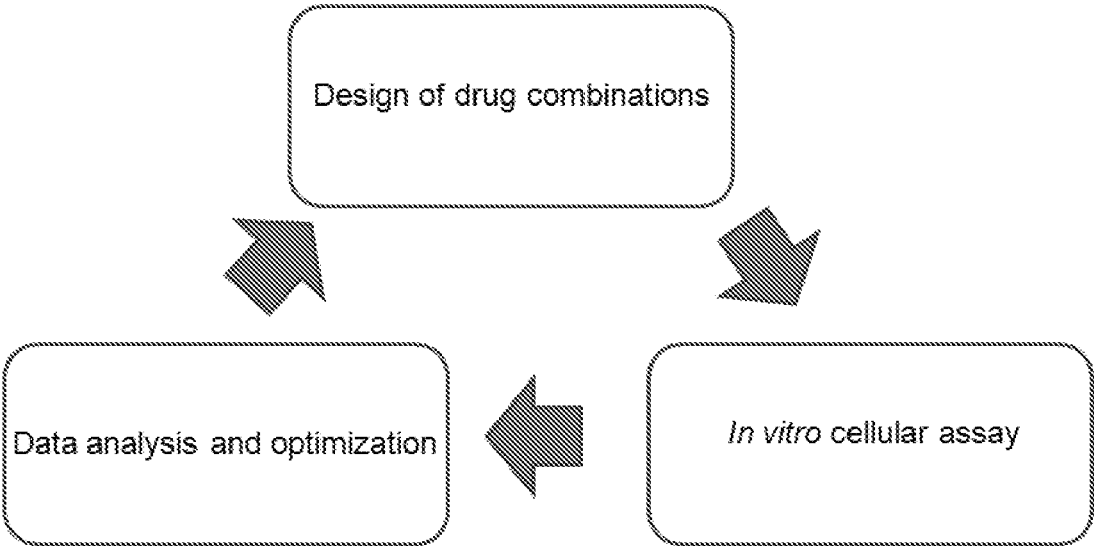 Design of drug combinations
Data analysis and optimization
In vitro cellular assay